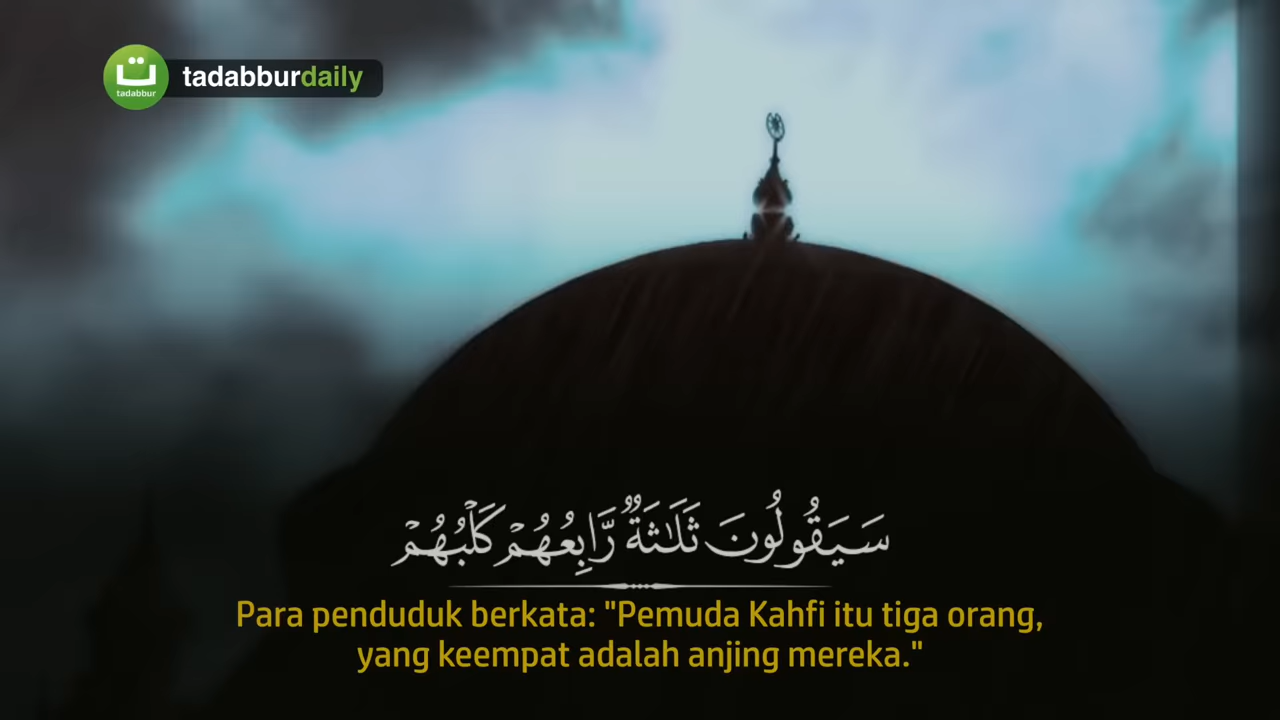 ت
tadabbur
tadabburdaily
سَيَقُولُونَ ثَلَٰثَةٌ رَّابِعُهُمْ كَلْبُهُمْ
Para penduduk berkata: "Pemuda Kahfi itu tiga orang,
yang keempat adalah anjing mereka."